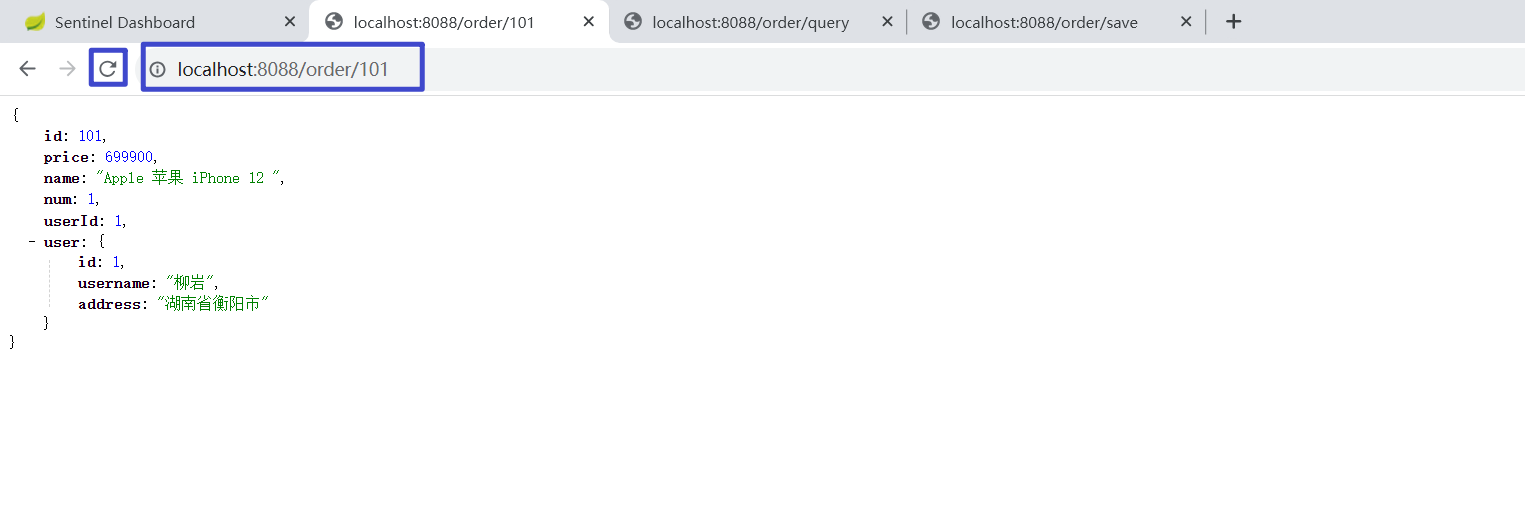 Sentinel Dashboard
localhost:8088/order/101
localhost:8088/order/query
localhost:8088/order/save
localhost:8088/order/101
{
id: 101,
price: 699900,
name: "Apple 苹果 iPhone 12 ",
num: 1,
userId: 1,
- user: {
id: 1,
username: "柳岩",
address: "湖南省衡阳市"
}
}